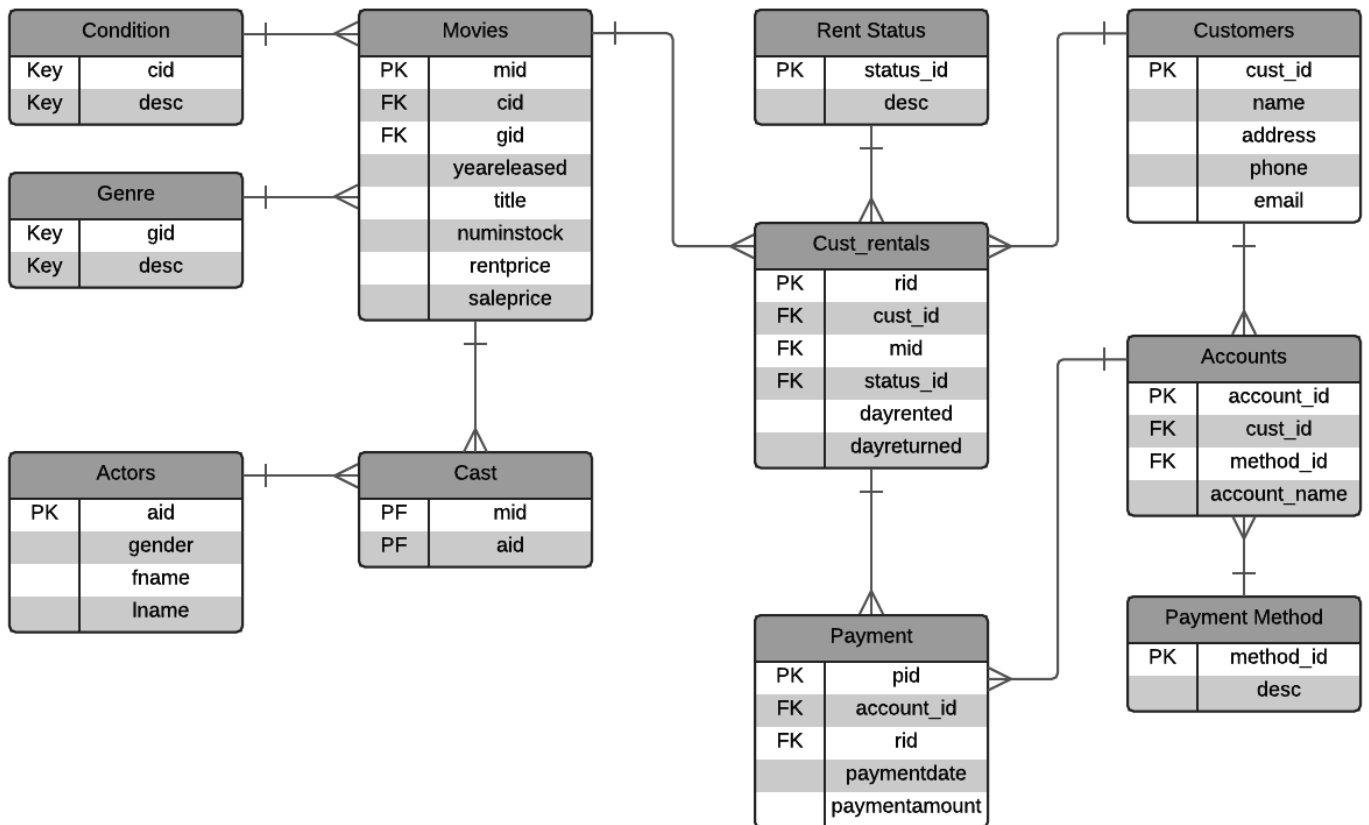 Condition
Key cid
Key desc
Movies
PK mid
FK cid
FK gid
yeareleased
title
numinstock
rentprice
saleprice
Rent Status
PK status_id
desc
Customers
PK cust_id
name
address
phone
email
Genre
Key gid
Key desc
Cust_rentals
PK rid
FK cust_id
FK mid
FK status_id
dayrented
dayreturned
Accounts
PK account_id
FK cust_id
FK method_id
account_name
Actors
PK aid
gender
fname
lname
Cast
PF mid
PF aid
Payment
PK pid
FK account_id
FK rid
paymentdate
paymentamount
Payment Method
PK method_id
desc